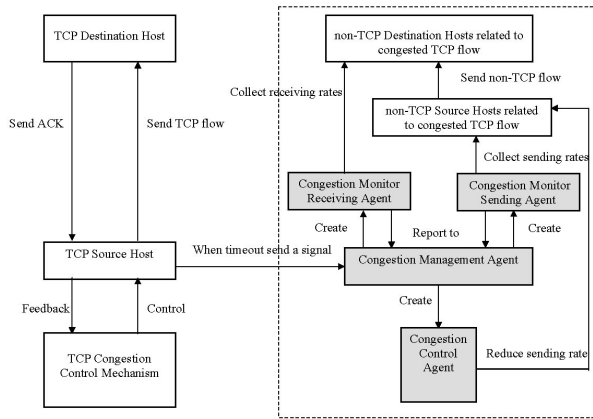 TCP Destination Host
non-TCP Destination Hosts related to
congested TCP flow
Collect receiving rates
Send non-TCP flow
Send ACK
Send TCP flow
non-TCP Source Hosts related
to congested TCP flow
Collect sending rates
Congestion Monitor
Receiving Agent
Congestion Monitor
Sending Agent
Create
Report to
Create
TCP Source Host
When timeout send a signal
Congestion Management Agent
Feedback
Control
Create
TCP Congestion
Control Mechanism
Congestion
Control
Agent
Reduce sending rate